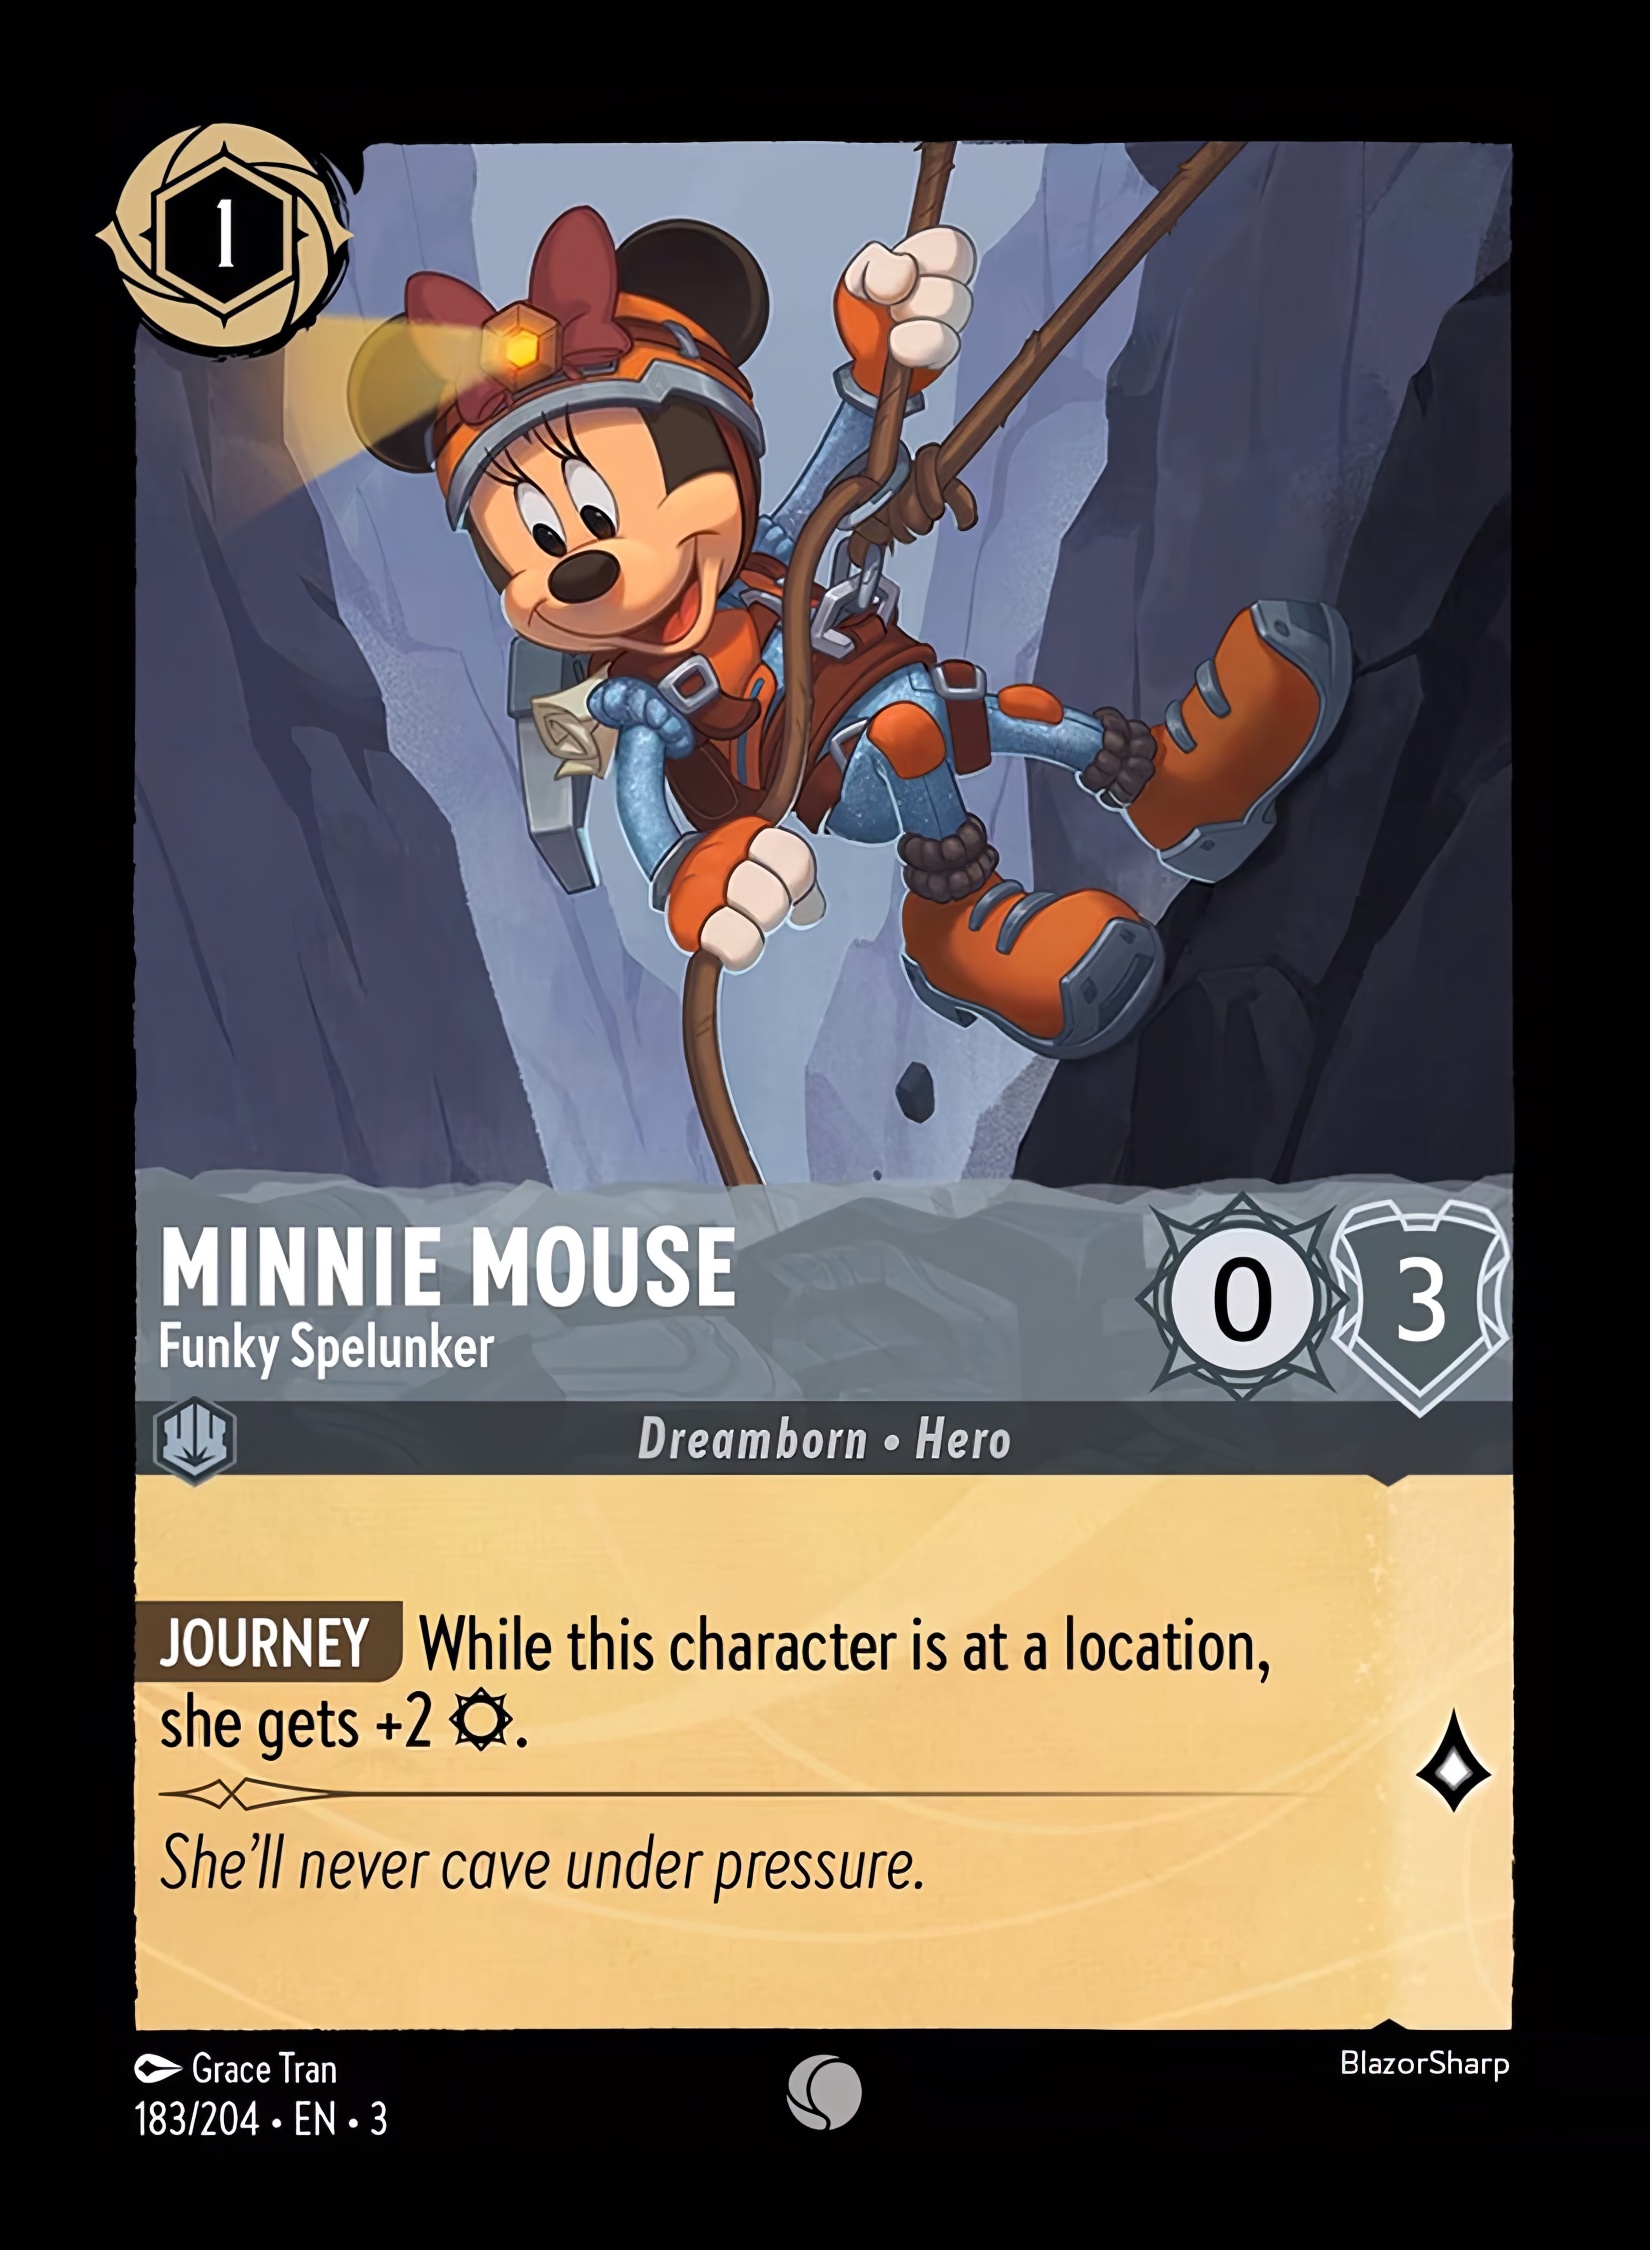 1
MINNIE MOUSE
Funky Spelunker
0
3
Dreamborn • Hero
JOURNEY While this character is at a location,
she gets +2 .
She'll never cave under pressure.
Grace Tran
BlazorSharp
183/204 • EN • 3